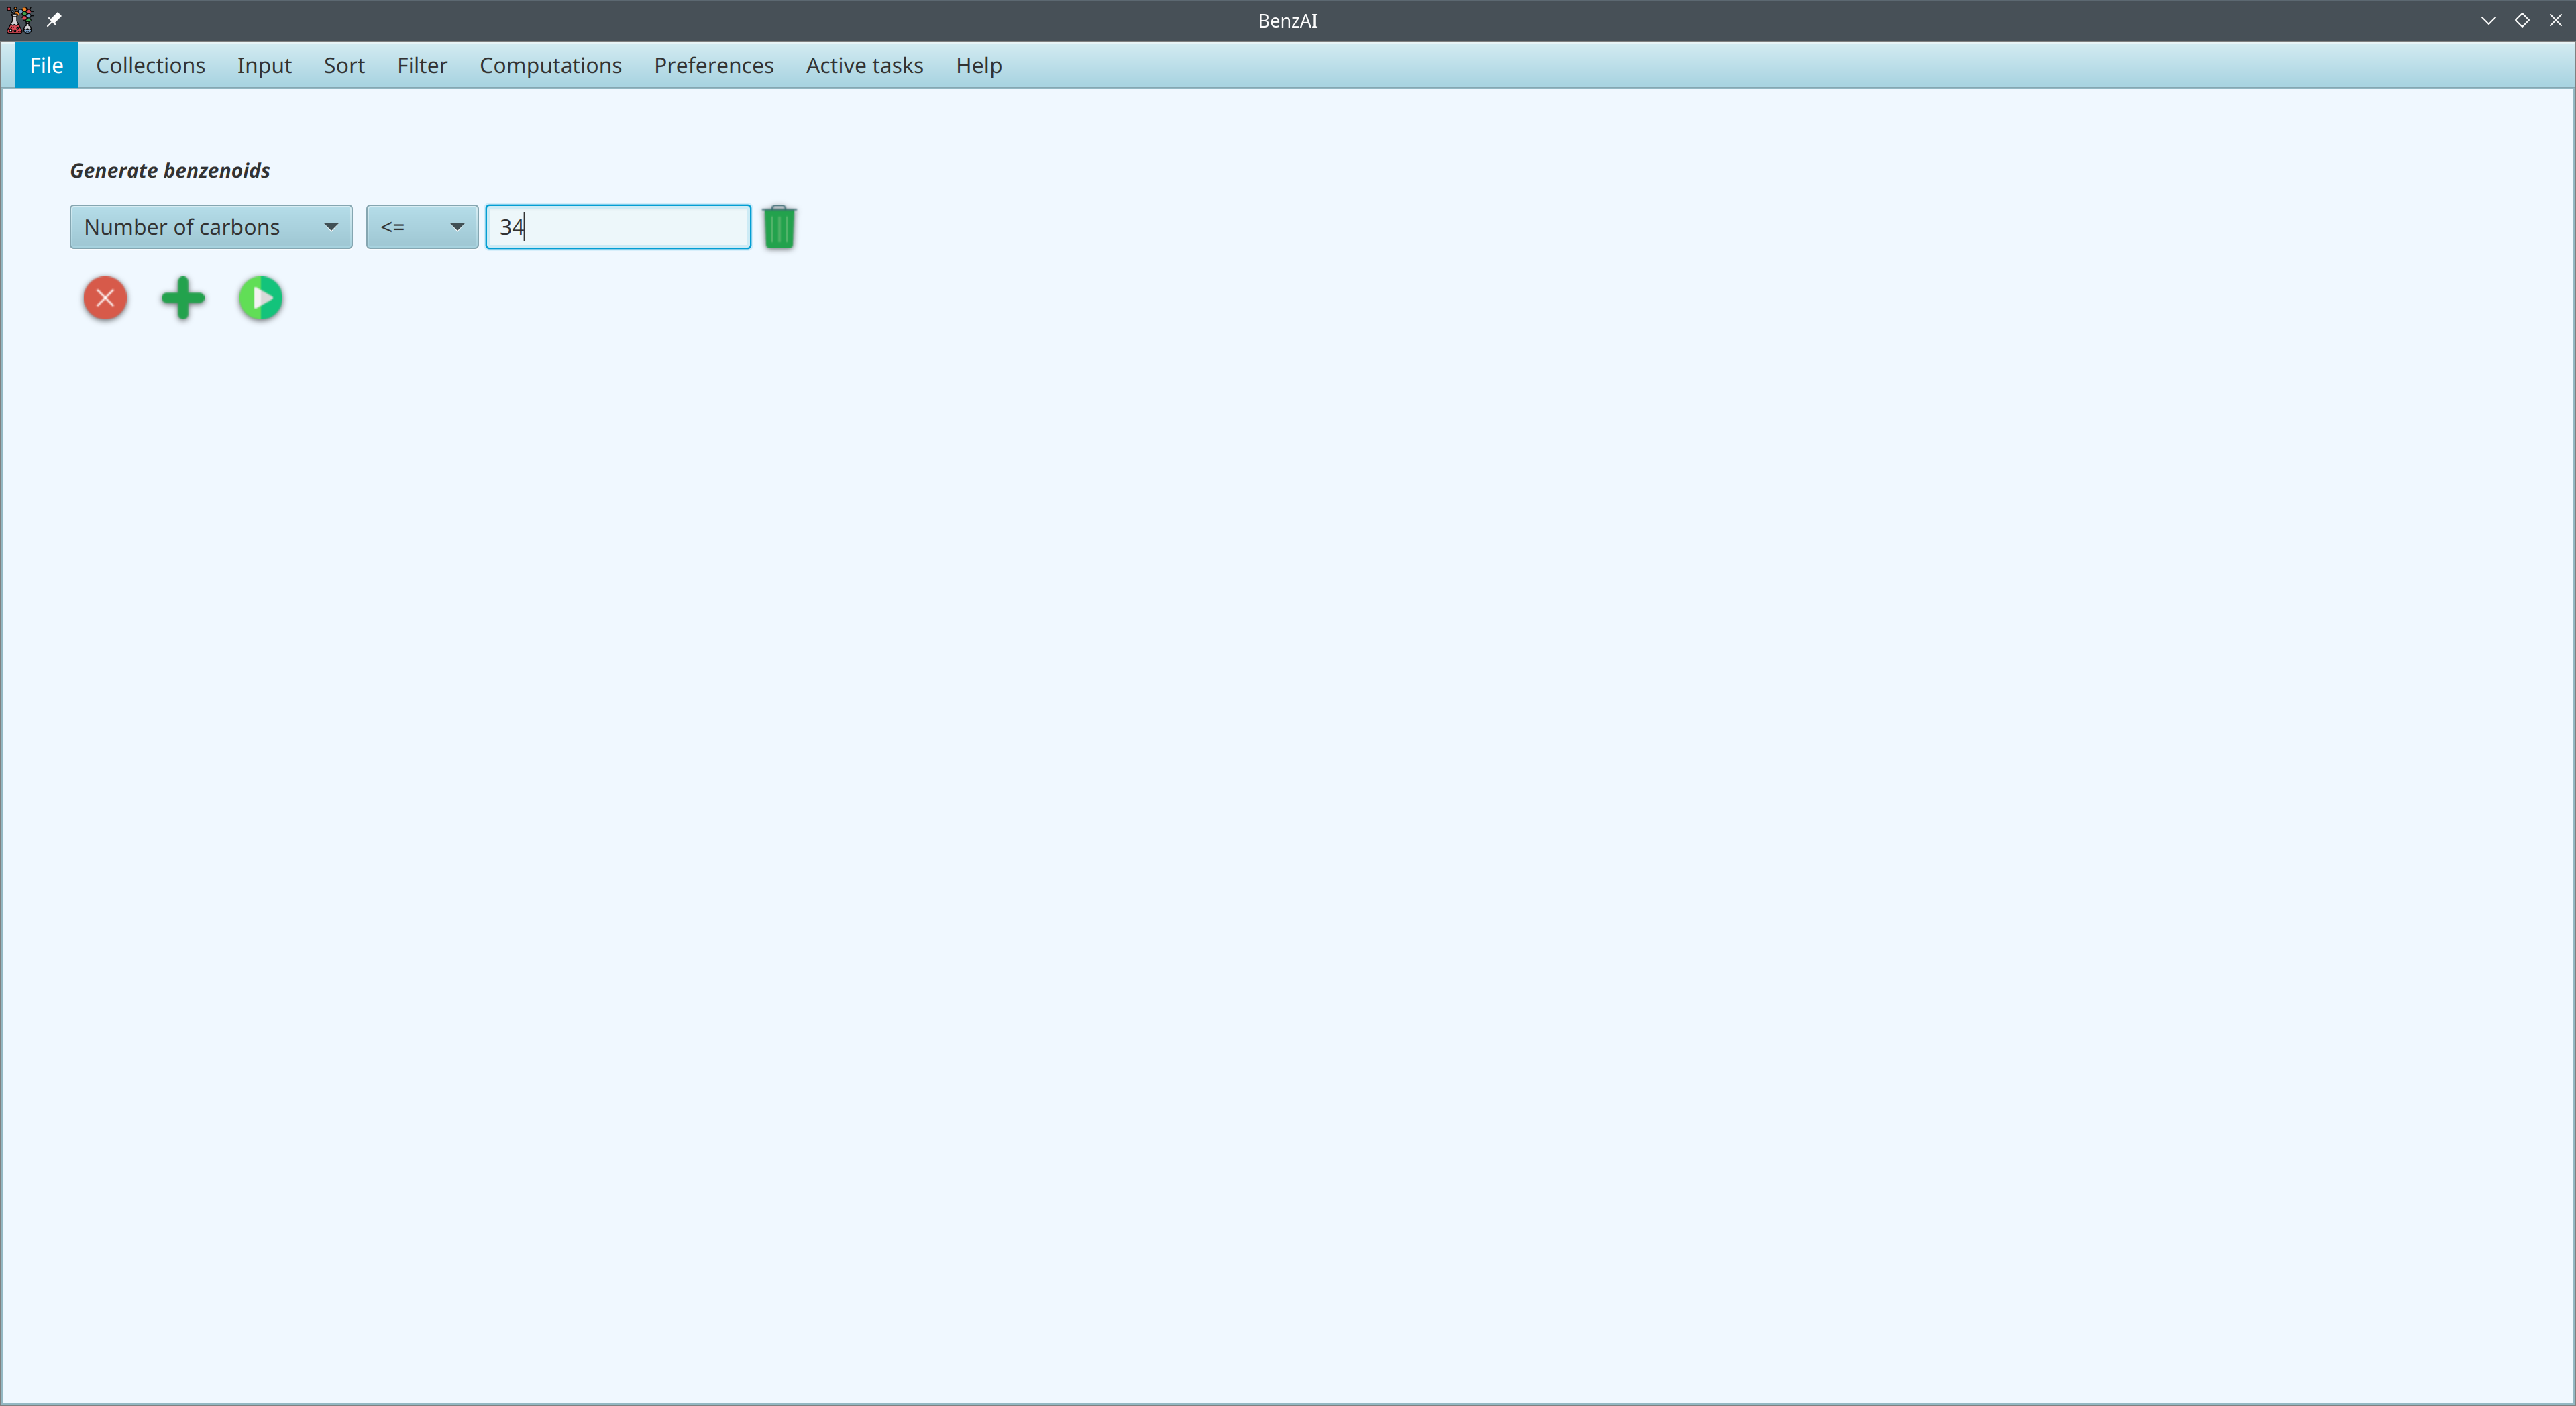 BenzAI
File Collections Input Sort Filter Computations Preferences Active tasks Help
Generate benzenoids
Number of carbons <= 34